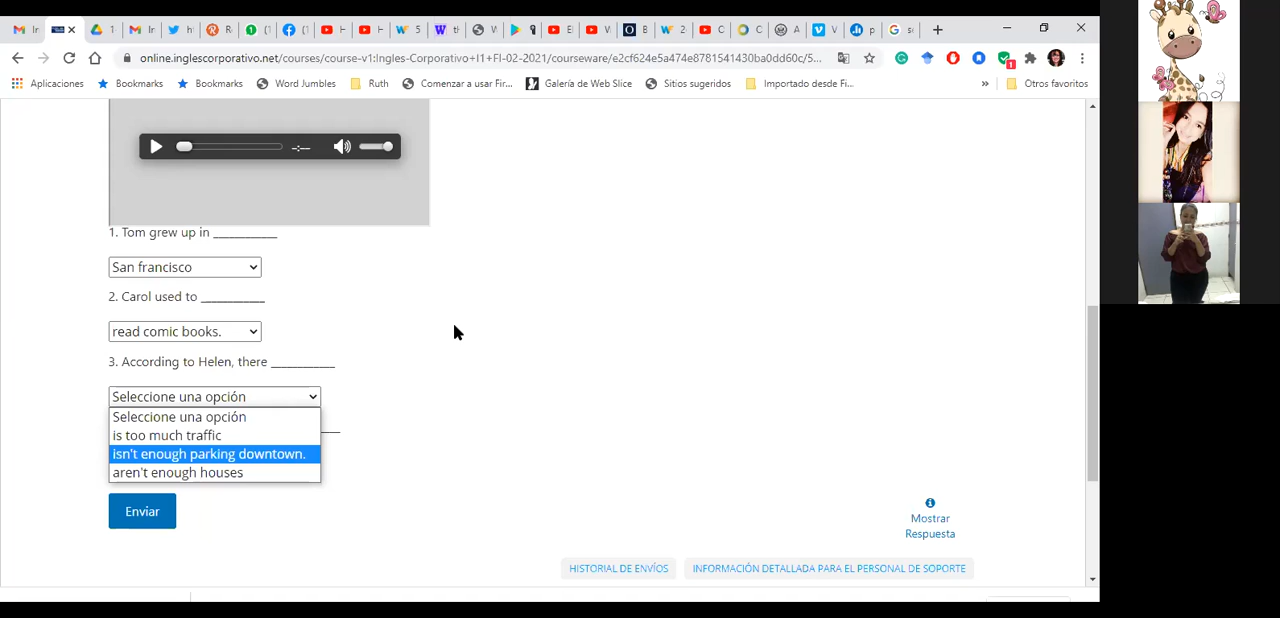 online.inglescorporativo.net/courses/course-v1:Ingles-Corporativo+I1+FI-02-2021/courseware/e2cf624e5a474e8781541430ba0dd60c/5...
Aplicaciones Bookmarks Bookmarks Word Jumbles Ruth Comenzar a usar Fir... Galería de Web Slice Sitios sugeridos Importado desde Fi... » Otros favoritos
-:--
1. Tom grew up in ___________
San francisco
2. Carol used to ___________
read comic books.
3. According to Helen, there ___________
Seleccione una opción
Seleccione una opción
is too much traffic
isn't enough parking downtown.
aren't enough houses
Enviar
Mostrar
Respuesta
HISTORIAL DE ENVÍOS INFORMACIÓN DETALLADA PARA EL PERSONAL DE SOPORTE